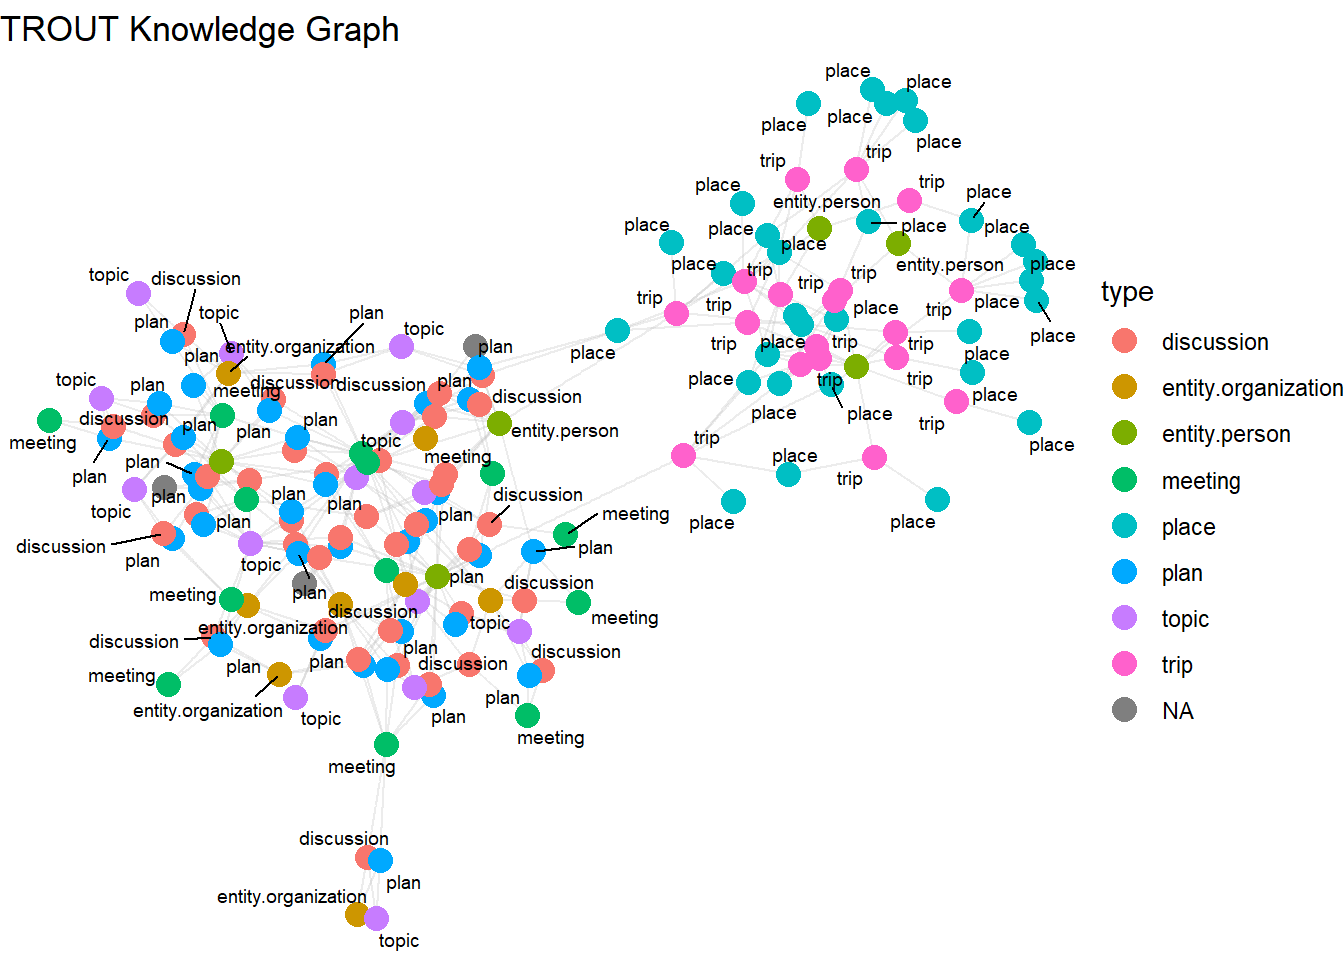 TROUT Knowledge Graph
place
place
place
place
place
trip
trip
trip
place
place
entity.person
place
place
place
place
place
place
entity.person
place
trip
trip
trip
place
trip
trip
trip
place
place
place
trip
place
trip
place
trip
place
trip
place
place
place
trip
place
trip
place
trip
place
place
trip
place
topic
discussion
topic
plan
plan
topic
plan
entity.organization
plan
topic
plan
meeting
discussion
discussion
plan
discussion
discussion
plan
plan
plan
entity.person
meeting
topic
meeting
plan
plan
plan
plan
plan
discussion
topic
plan
plan
meeting
discussion
plan
topic
plan
plan
plan
discussion
meeting
discussion
topic
meeting
discussion
entity.organization
plan
discussion
meeting
plan
plan
discussion
entity.organization
topic
plan
plan
meeting
meeting
discussion
plan
entity.organization
topic
type
discussion
entity.organization
entity.person
meeting
place
plan
topic
trip
NA